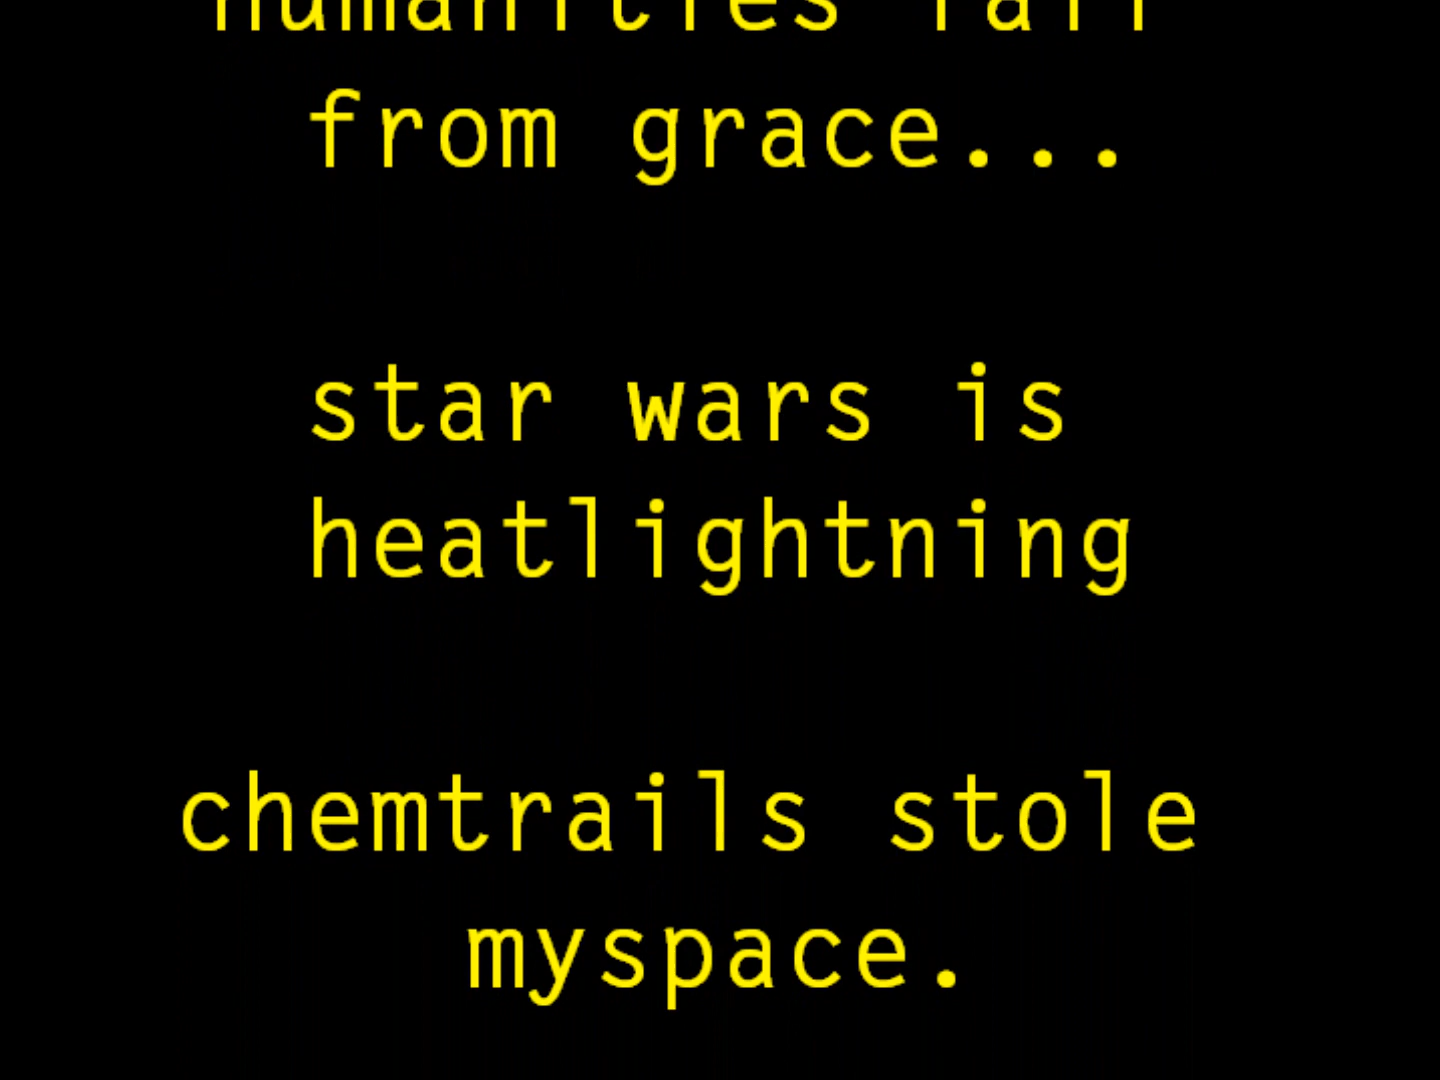 humanities fall
from grace...
star wars is
heatlightning
chemtrails stole
myspace.